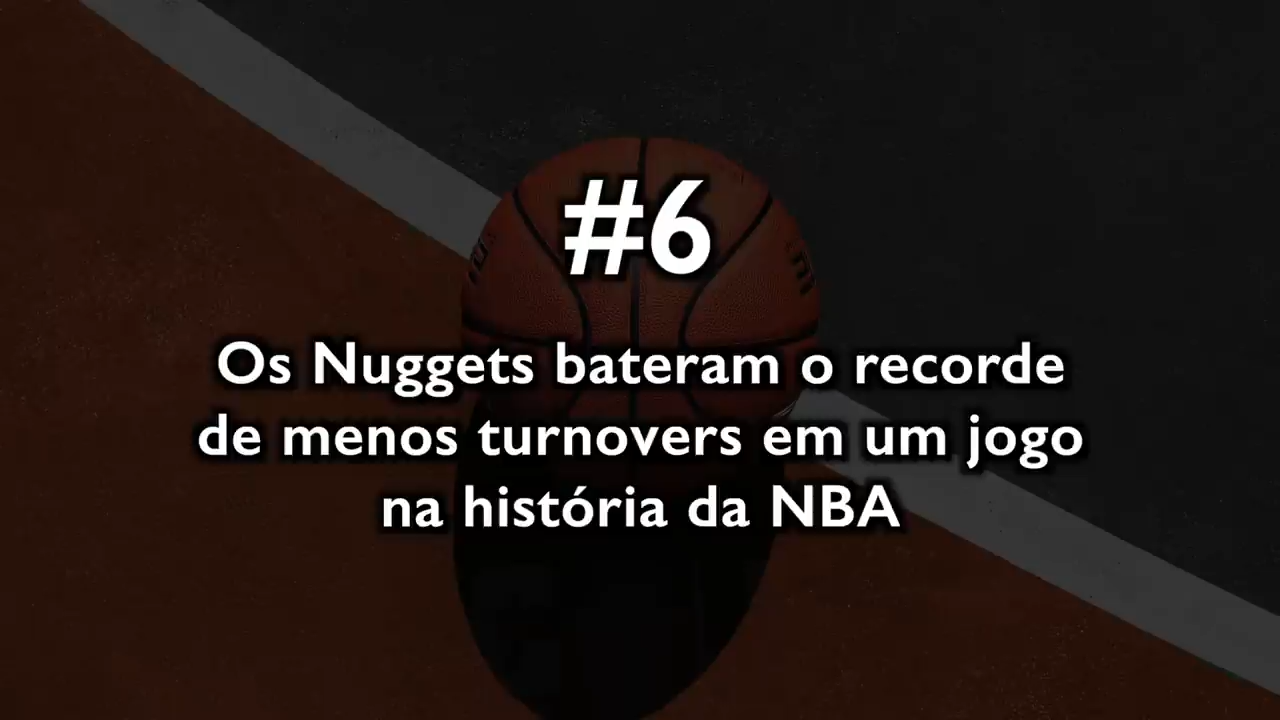 #6
Os Nuggets bateram o recorde
de menos turnovers em um jogo
na história da NBA